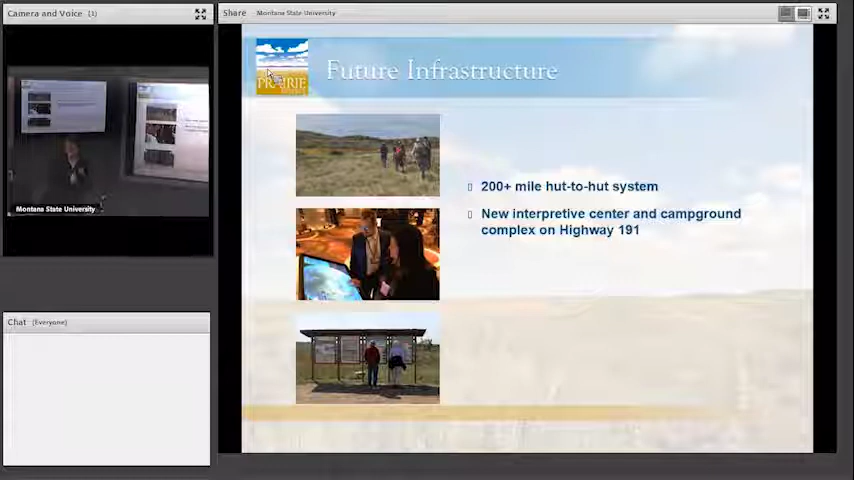 Camera and Voice (1)
Share Montana State University
PRAIRIE
Future Infrastructure
200+ mile hut-to-hut system
New interpretive center and campground
complex on Highway 191
Montana State University
Chat (Everyone)